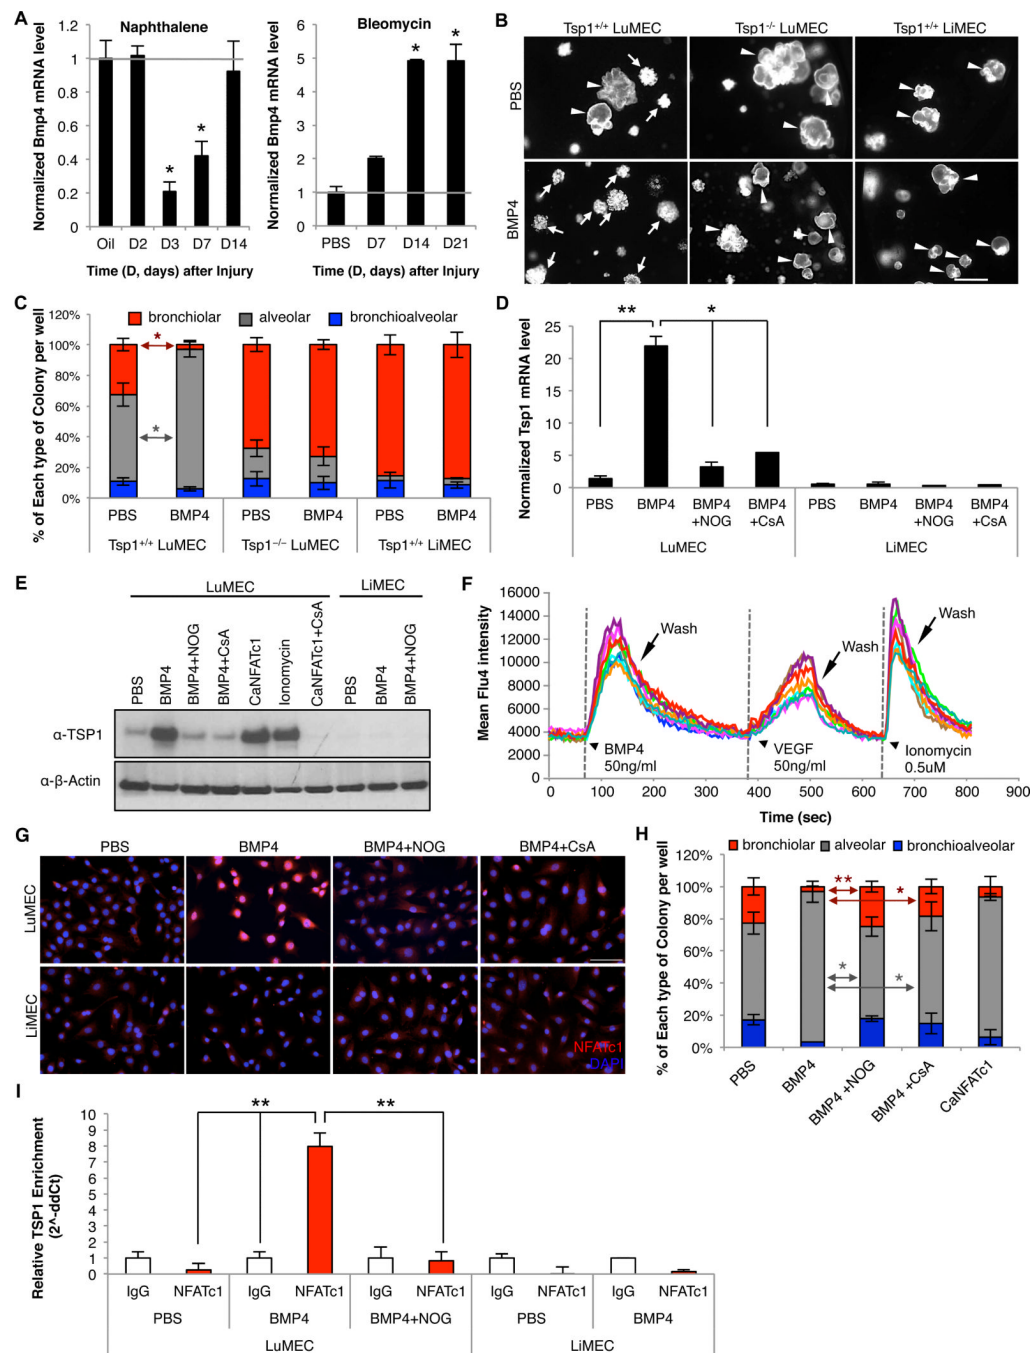 A
Naphthalene
Normalized Bmp4 mRNA level
1.2
1
0.8
0.6
0.4
0.2
0
* *
Oil D2 D3 D7 D14
Time (D, days) after Injury
Bleomycin
Normalized Bmp4 mRNA level
6
5
4
3
2
1
0
* *
PBS D7 D14 D21
Time (D, days) after Injury
B
Tsp1+/+ LuMEC Tsp1-/- LuMEC Tsp1+/+ LiMEC
PBS
BMP4
C
bronchiolar alveolar bronchioalveolar
% of Each type of Colony per well
120%
100%
80%
60%
40%
20%
0%
*
*
PBS BMP4 PBS BMP4 PBS BMP4
Tsp1+/+ LuMEC Tsp1–/– LuMEC Tsp1+/+ LiMEC
D
Normalized Tsp1 mRNA level
25
20
15
10
5
0
** *
PBS BMP4 BMP4 +NOG BMP4 +CsA PBS BMP4 BMP4 +NOG BMP4 +CsA
LuMEC LiMEC
E
LuMEC LiMEC
PBS BMP4 BMP4+NOG BMP4+CsA CaNFATc1 Ionomycin CaNFATc1+CsA PBS BMP4 BMP4+NOG
α-TSP1
α-β-Actin
F
Mean Flu4 intensity
16000
14000
12000
10000
8000
6000
4000
2000
0
Wash Wash Wash
BMP4 50ng/ml
VEGF 50ng/ml
Ionomycin 0.5uM
0 100 200 300 400 500 600 700 800 900
Time (sec)
G
PBS BMP4 BMP4+NOG BMP4+CsA
LuMEC
LiMEC
NFATc1
DAPI
H
bronchiolar alveolar bronchioalveolar
% of Each type of Colony per well
120%
100%
80%
60%
40%
20%
0%
** *
* *
PBS BMP4 BMP4 +NOG BMP4 +CsA CaNFATc1
I
Relative TSP1 Enrichment
(2^-ddCt)
10
9
8
7
6
5
4
3
2
1
0
** **
IgG NFATc1 IgG NFATc1 IgG NFATc1 IgG NFATc1 IgG NFATc1
PBS BMP4 BMP4+NOG PBS BMP4
LuMEC LiMEC